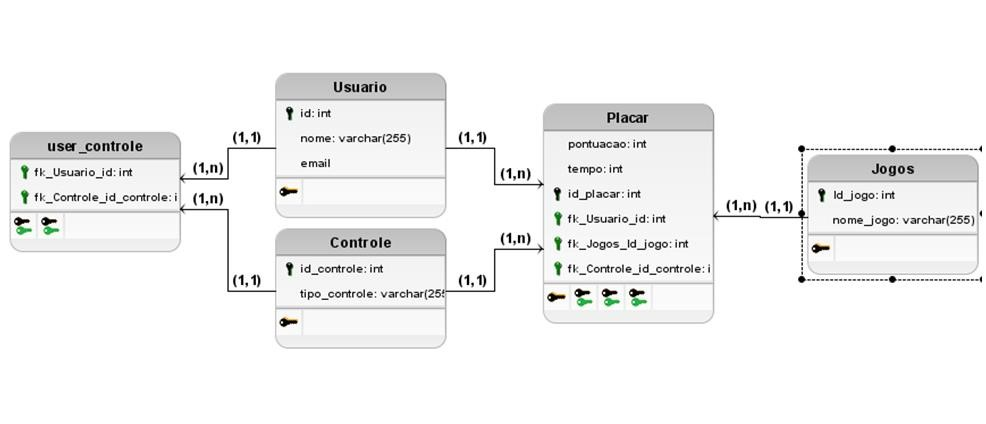 user_controle
fk_Usuario_id: int
fk_Controle_id_controle: i
(1,n)
(1,n)
(1,1)
(1,1)
Usuario
id: int
nome: varchar(255)
email
Controle
id_controle: int
tipo_controle: varchar(255
(1,1)
(1,n)
(1,1)
(1,n)
Placar
pontuacao: int
tempo: int
id_placar: int
fk_Usuario_id: int
fk_Jogos_Id_jogo: int
fk_Controle_id_controle: i
(1,n)
(1,1)
Jogos
Id_jogo: int
nome_jogo: varchar(255)